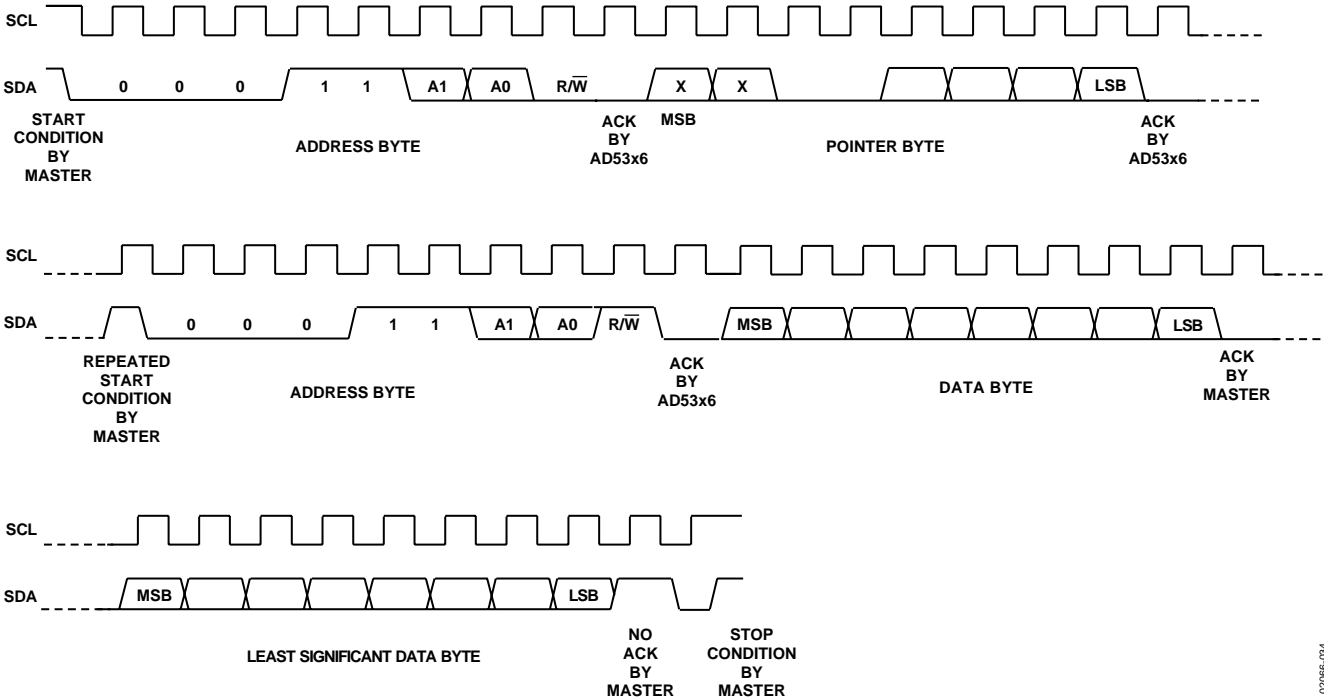 SCL
SDA 0 0 0 1 1 A1 A0 R/W̅ X X LSB
START CONDITION BY MASTER
ADDRESS BYTE
ACK BY AD53x6
MSB
POINTER BYTE
ACK BY AD53x6
SCL
SDA 0 0 0 1 1 A1 A0 R/W̅ MSB LSB
REPEATED START CONDITION BY MASTER
ADDRESS BYTE
ACK BY AD53x6
DATA BYTE
ACK BY MASTER
SCL
SDA MSB LSB
LEAST SIGNIFICANT DATA BYTE
NO ACK BY MASTER
STOP CONDITION BY MASTER
02066-034